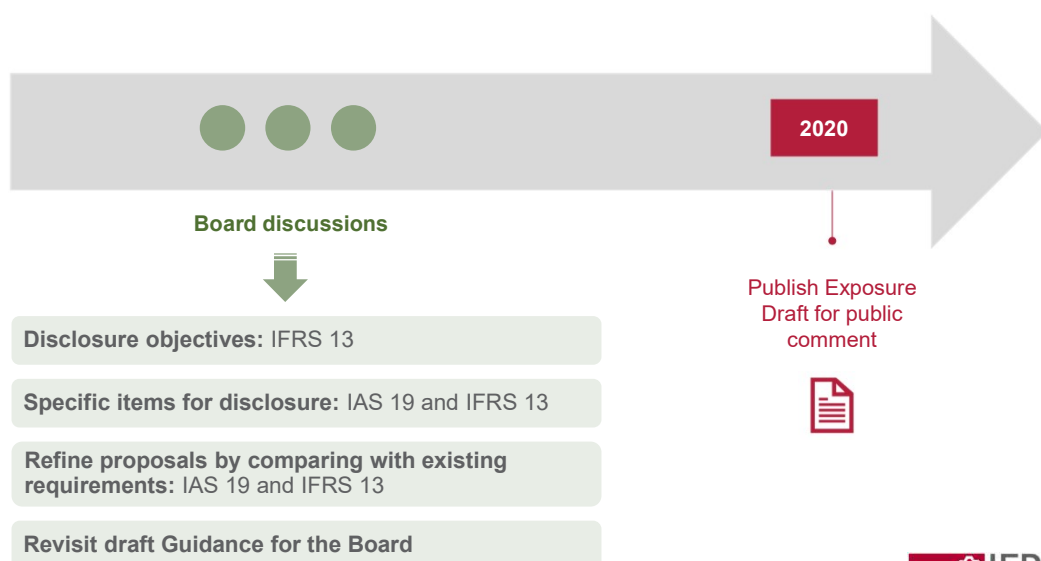 2020
Board discussions
Publish Exposure
Draft for public
comment
Disclosure objectives: IFRS 13
Specific items for disclosure: IAS 19 and IFRS 13
Refine proposals by comparing with existing
requirements: IAS 19 and IFRS 13
Revisit draft Guidance for the Board